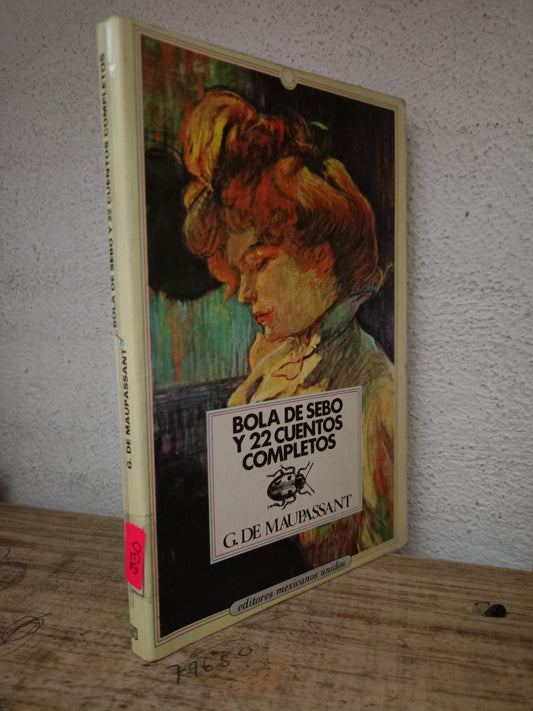 BOLA DE SEBO
Y 22 CUENTOS
COMPLETOS
G. DE MAUPASSANT
editores mexicanos unidos
G. DE MAUPASSANT BOLA DE SEBO Y 22 CUENTOS COMPLETOS
79650